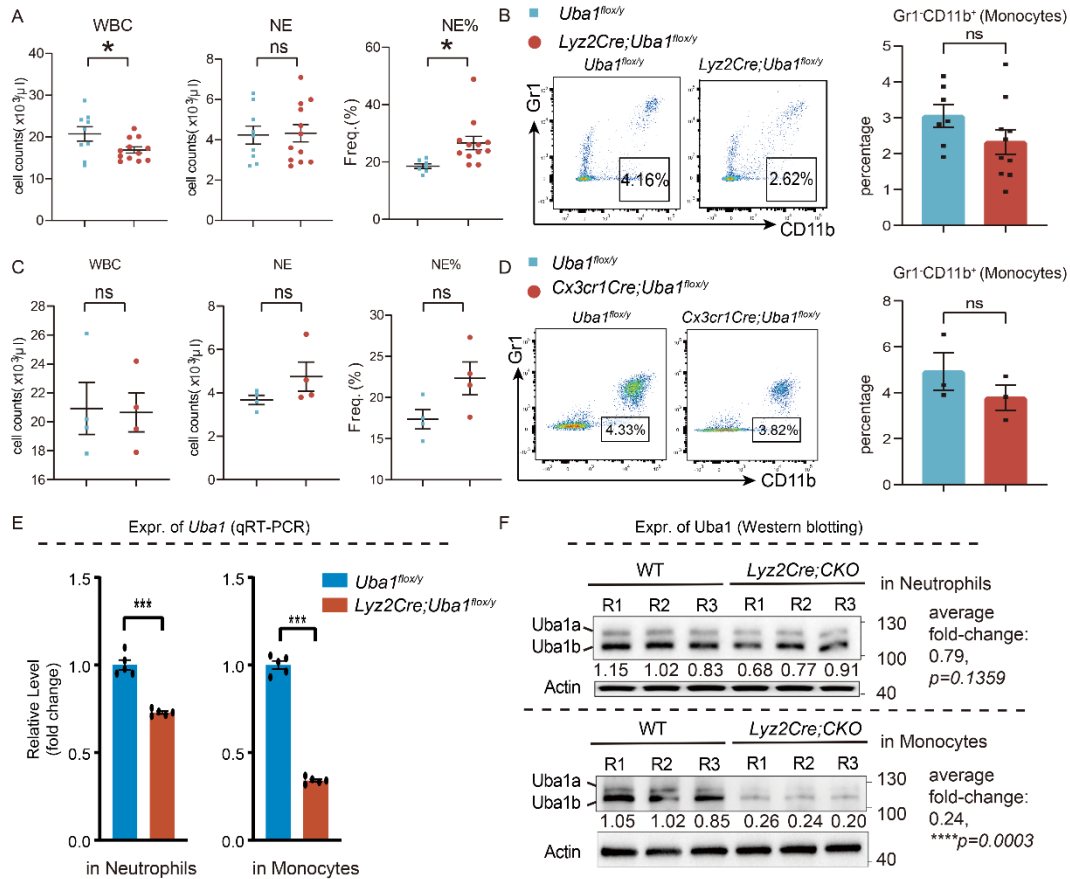 A
WBC
*
cell counts( x10³/μl )
40
30
20
10
0
NE
ns
cell counts( x10³/μl )
8
6
4
2
0
NE%
*
Freq.(%)
60
40
20
0
B
Uba1flox/y
Lyz2Cre;Uba1flox/y
Uba1flox/y
Lyz2Cre;Uba1flox/y
Gr1
4.16%
2.62%
CD11b
Gr1-CD11b+ (Monocytes)
ns
percentage
5
4
3
2
1
0
C
WBC
ns
cell counts( x10³/μl )
28
26
24
22
20
18
16
NE
ns
cell counts( x10³/μl )
8
6
4
2
0
NE%
ns
Freq.(%)
30
25
20
15
10
D
Uba1flox/y
Cx3cr1Cre;Uba1flox/y
Uba1flox/y
Cx3cr1Cre;Uba1flox/y
Gr1
4.33%
3.82%
CD11b
Gr1-CD11b+ (Monocytes)
ns
percentage
8
6
4
2
0
E
Expr. of Uba1 (qRT-PCR)
Relative Level
(fold change)
1.5
1.0
0.5
0.0
***
in Neutrophils
1.5
1.0
0.5
0.0
***
in Monocytes
Uba1flox/y
Lyz2Cre;Uba1flox/y
F
Expr. of Uba1 (Western blotting)
WT
Lyz2Cre;CKO
in Neutrophils
R1 R2 R3 R1 R2 R3
Uba1a
Uba1b
130
100
1.15 1.02 0.83 0.68 0.77 0.91
Actin
40
average
fold-change:
0.79,
p=0.1359
WT
Lyz2Cre;CKO
in Monocytes
R1 R2 R3 R1 R2 R3
Uba1a
Uba1b
130
100
1.05 1.02 0.85 0.26 0.24 0.20
Actin
40
average
fold-change:
0.24,
****p=0.0003